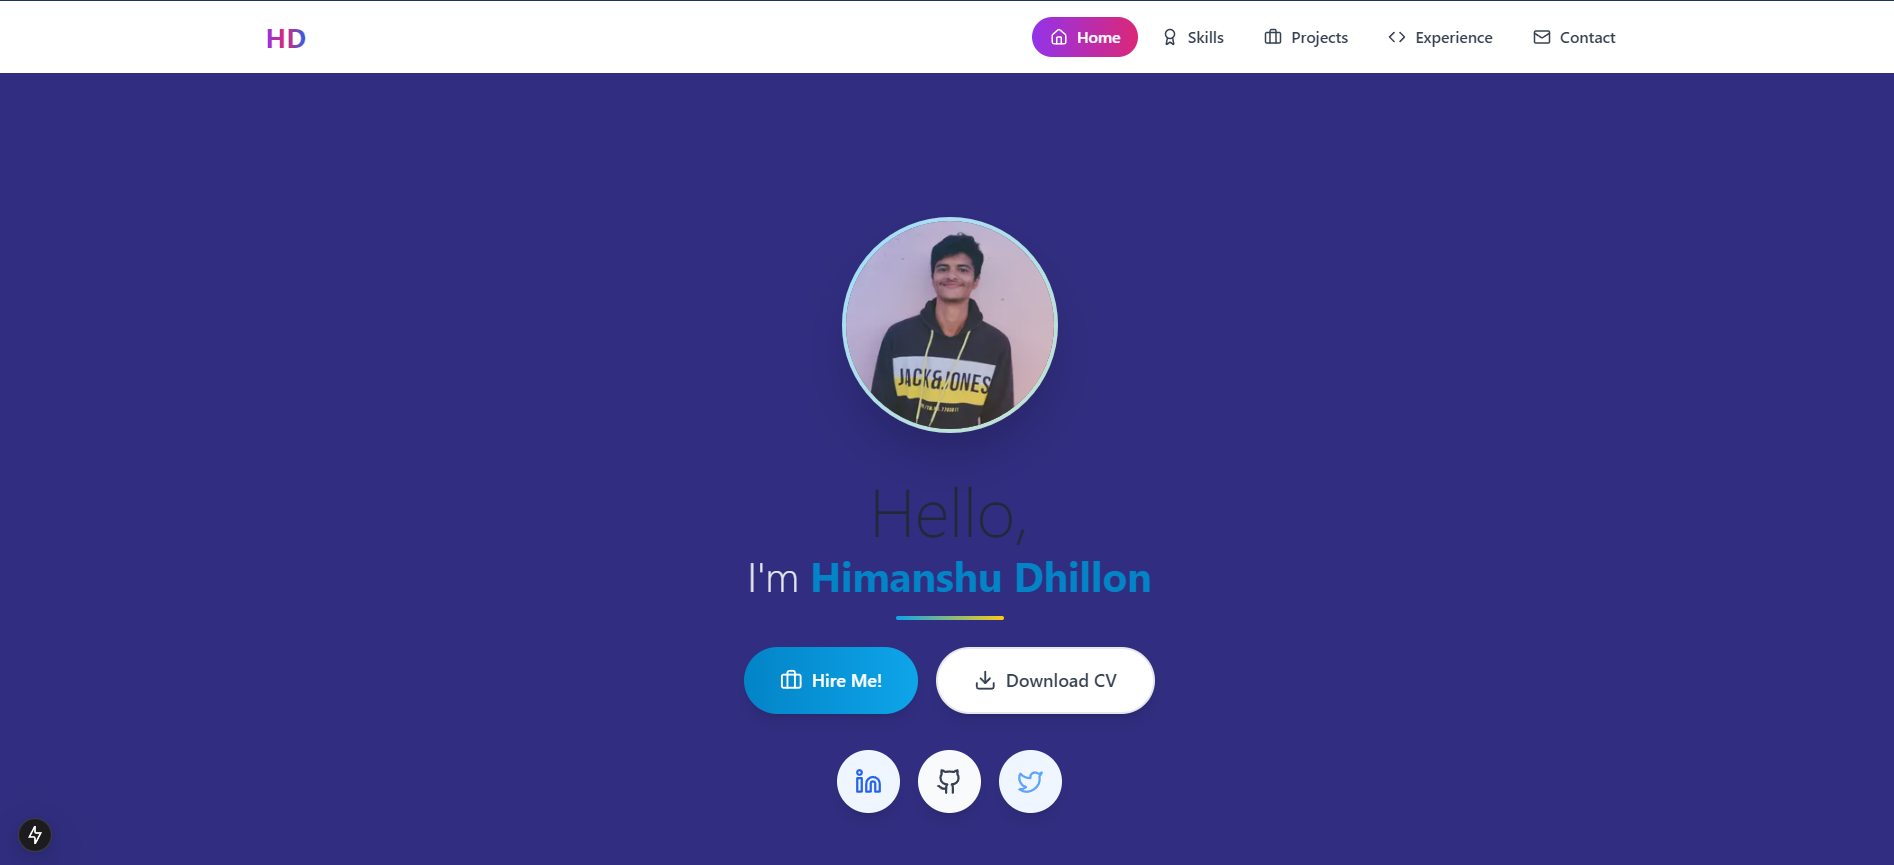 HD
Home Skills Projects Experience Contact
JACK&JONES
Hello,
I'm Himanshu Dhillon
Hire Me! Download CV